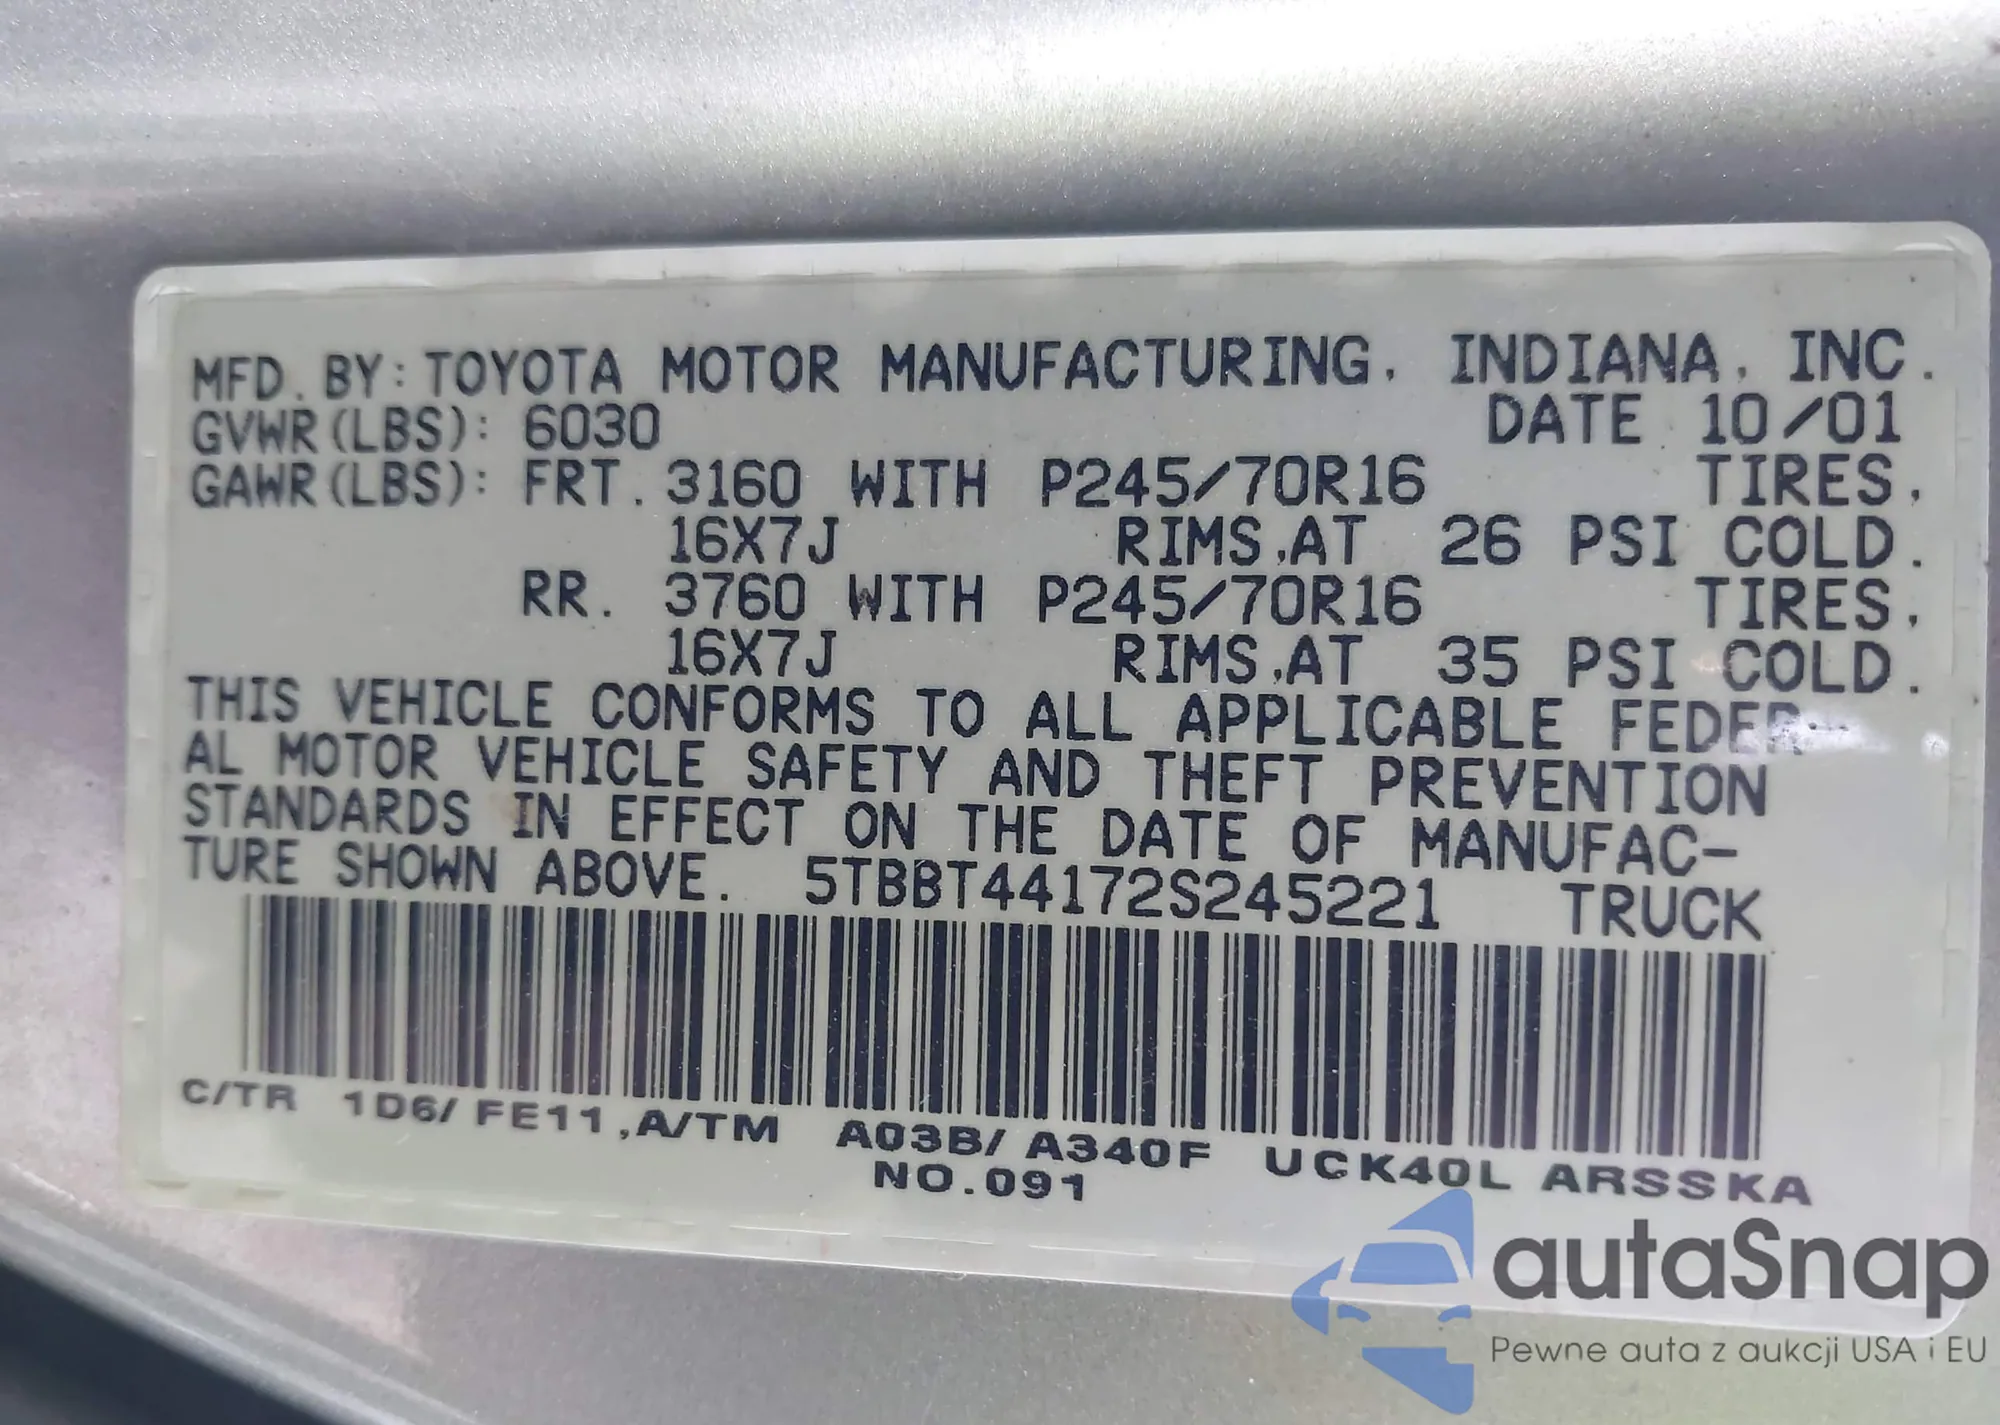 MFD. BY: TOYOTA MOTOR MANUFACTURING, INDIANA, INC.
GVWR(LBS): 6030 DATE 10/01
GAWR(LBS): FRT. 3160 WITH P245/70R16 TIRES,
16X7J RIMS,AT 26 PSI COLD.
RR. 3760 WITH P245/70R16 TIRES,
16X7J RIMS,AT 35 PSI COLD.
THIS VEHICLE CONFORMS TO ALL APPLICABLE FEDER-
AL MOTOR VEHICLE SAFETY AND THEFT PREVENTION
STANDARDS IN EFFECT ON THE DATE OF MANUFAC-
TURE SHOWN ABOVE. 5TBBT44172S245221 TRUCK
C/TR 1D6/FE11,A/TM A03B/A340F UCK40L ARSSKA
NO.091
autaSnap
Pewne auta z aukcji USA i EU